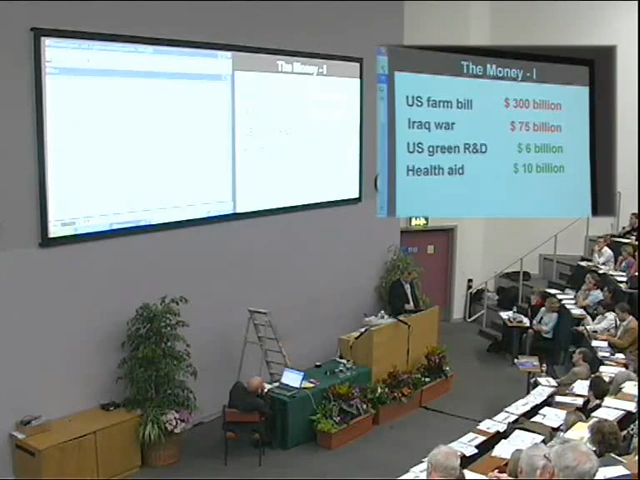 The Money - I
The Money - I
US farm bill $ 300 billion
Iraq war $ 75 billion
US green R&D $ 6 billion
Health aid $ 10 billion